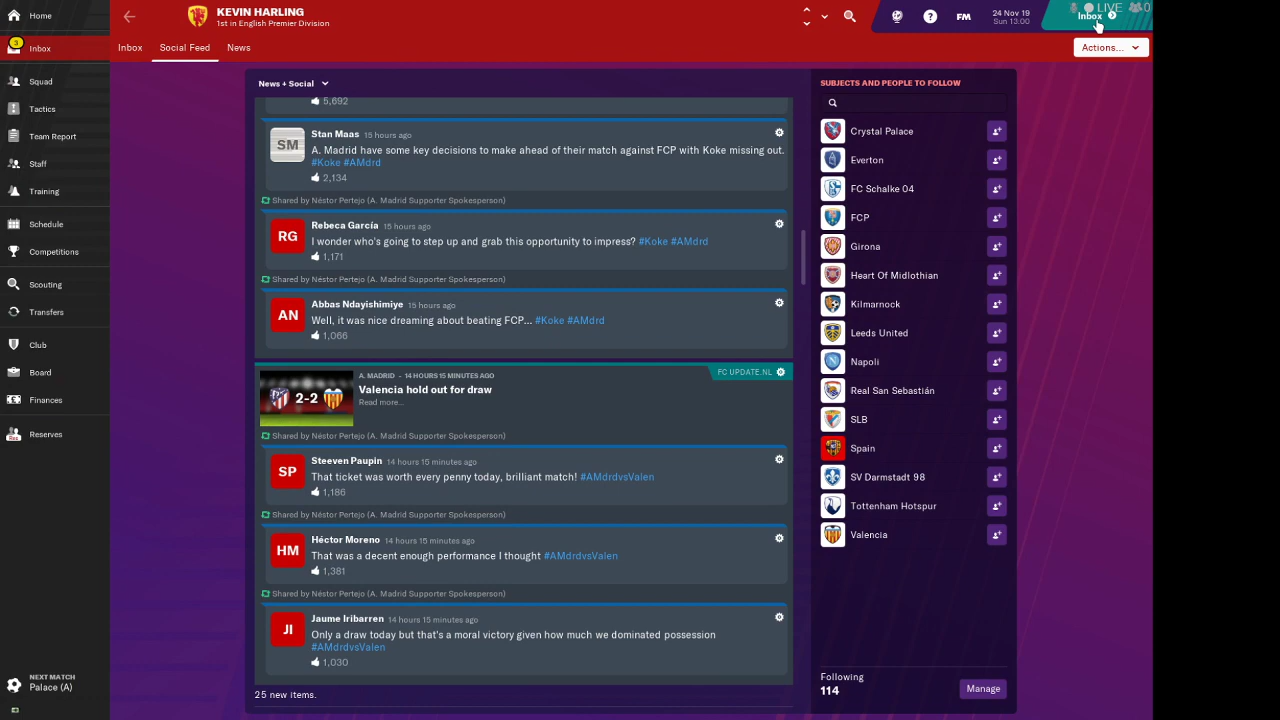 Home
KEVIN HARLING
1st in English Premier Division
FM
24 Nov 19
Sun 13:00
LIVE 0
Inbox
3
Inbox
Inbox
Social Feed
News
Actions...
Squad
Tactics
Team Report
Staff
Training
Schedule
Competitions
Scouting
Transfers
Club
Board
Finances
Res
Reserves
NEXT MATCH
Palace (A)
News + Social
5,692
SM
Stan Maas 15 hours ago
A. Madrid have some key decisions to make ahead of their match against FCP with Koke missing out.
#Koke #AMdrd
2,134
Shared by Néstor Pertejo (A. Madrid Supporter Spokesperson)
RG
Rebeca García 15 hours ago
I wonder who's going to step up and grab this opportunity to impress? #Koke #AMdrd
1,171
Shared by Néstor Pertejo (A. Madrid Supporter Spokesperson)
AN
Abbas Ndayishimiye 15 hours ago
Well, it was nice dreaming about beating FCP... #Koke #AMdrd
1,066
2-2
A. MADRID - 14 HOURS 15 MINUTES AGO
FC UPDATE.NL
Valencia hold out for draw
Read more...
Shared by Néstor Pertejo (A. Madrid Supporter Spokesperson)
SP
Steeven Paupin 14 hours 15 minutes ago
That ticket was worth every penny today, brilliant match! #AMdrdvsValen
1,186
Shared by Néstor Pertejo (A. Madrid Supporter Spokesperson)
HM
Héctor Moreno 14 hours 15 minutes ago
That was a decent enough performance I thought #AMdrdvsValen
1,381
Shared by Néstor Pertejo (A. Madrid Supporter Spokesperson)
JI
Jaume Iribarren 14 hours 15 minutes ago
Only a draw today but that's a moral victory given how much we dominated possession
#AMdrdvsValen
1,030
25 new items.
SUBJECTS AND PEOPLE TO FOLLOW
Crystal Palace
Everton
FC Schalke 04
FCP
Girona
Heart Of Midlothian
Kilmarnock
Leeds United
Napoli
Real San Sebastián
SLB
Spain
SV Darmstadt 98
Tottenham Hotspur
Valencia
Following
114
Manage